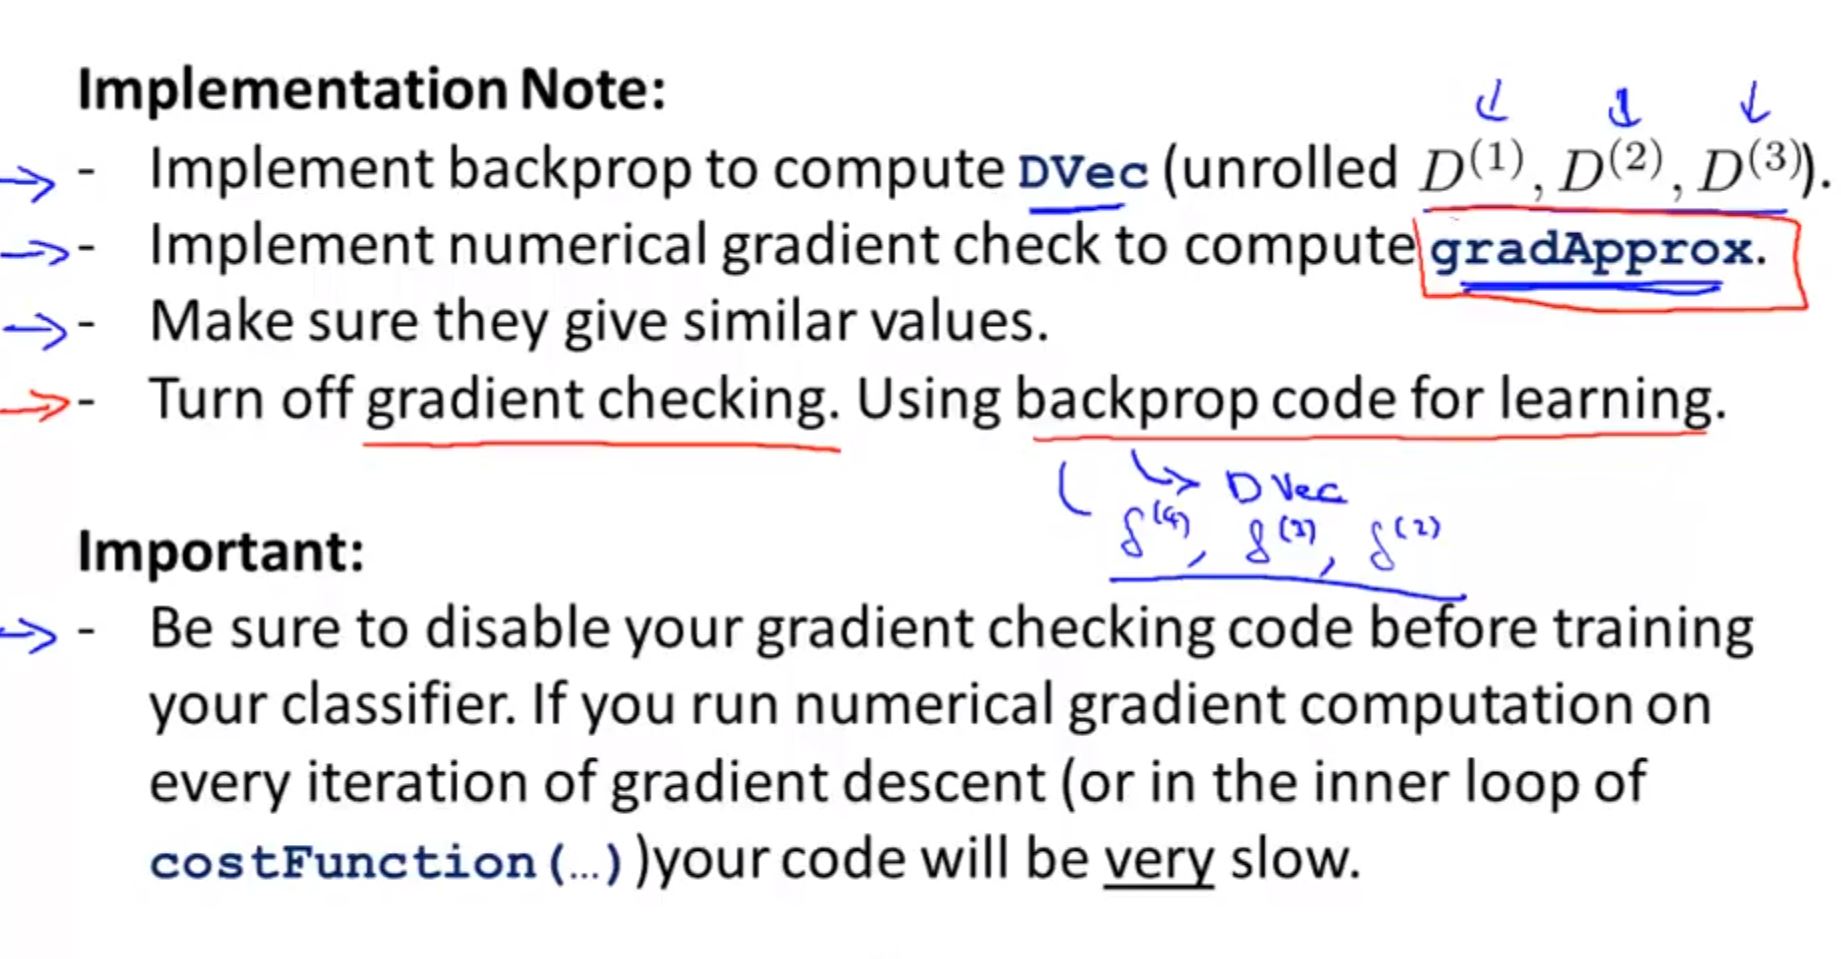 Implementation Note:
- Implement backprop to compute DVec (unrolled D⁽¹⁾, D⁽²⁾, D⁽³⁾).
- Implement numerical gradient check to compute gradApprox.
- Make sure they give similar values.
- Turn off gradient checking. Using backprop code for learning.
DVec
δ⁽⁴⁾, δ⁽³⁾, δ⁽²⁾
Important:
- Be sure to disable your gradient checking code before training
your classifier. If you run numerical gradient computation on
every iteration of gradient descent (or in the inner loop of
costFunction(…))your code will be very slow.